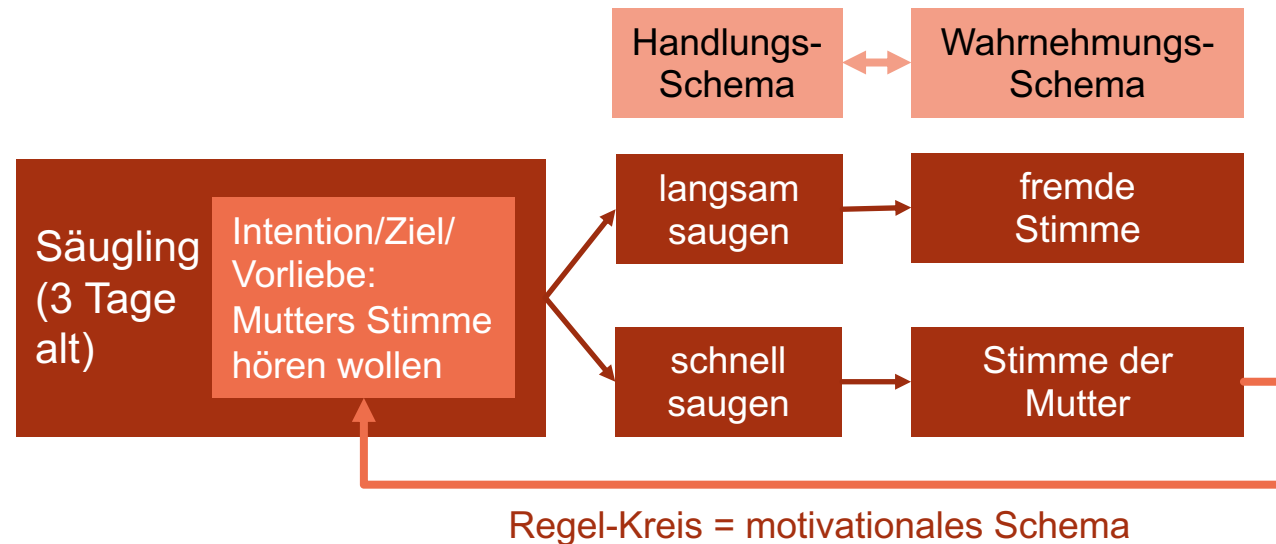 Handlungs-
Schema
Wahrnehmungs-
Schema
Säugling
(3 Tage
alt)
Intention/Ziel/
Vorliebe:
Mutters Stimme
hören wollen
langsam
saugen
fremde
Stimme
schnell
saugen
Stimme der
Mutter
Regel-Kreis = motivationales Schema